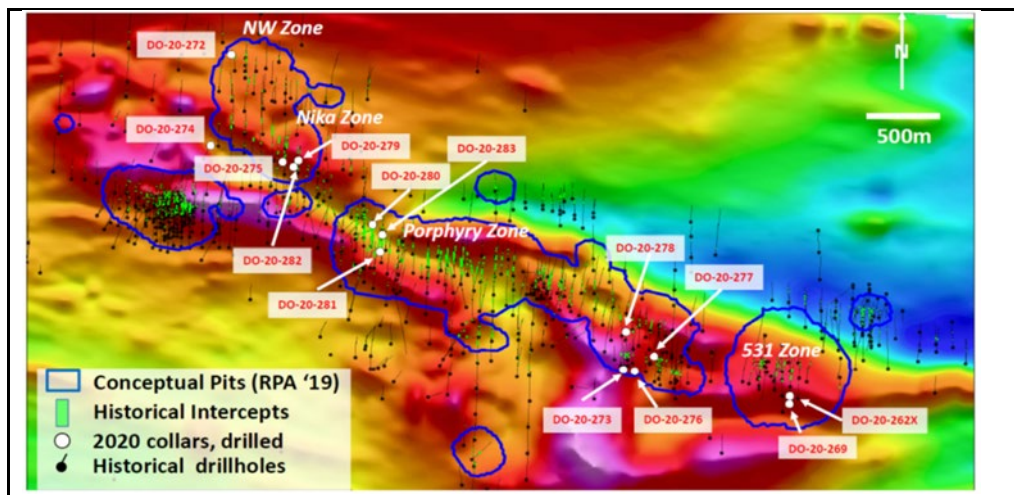 NW Zone
DO-20-272
N
Nika Zone
500m
DO-20-274
DO-20-279
DO-20-283
DO-20-275
DO-20-280
Porphyry Zone
DO-20-278
DO-20-282
DO-20-277
DO-20-281
531 Zone
Conceptual Pits (RPA ‘19)
Historical Intercepts
2020 collars, drilled
Historical drillholes
DO-20-273
DO-20-276
DO-20-262X
DO-20-269